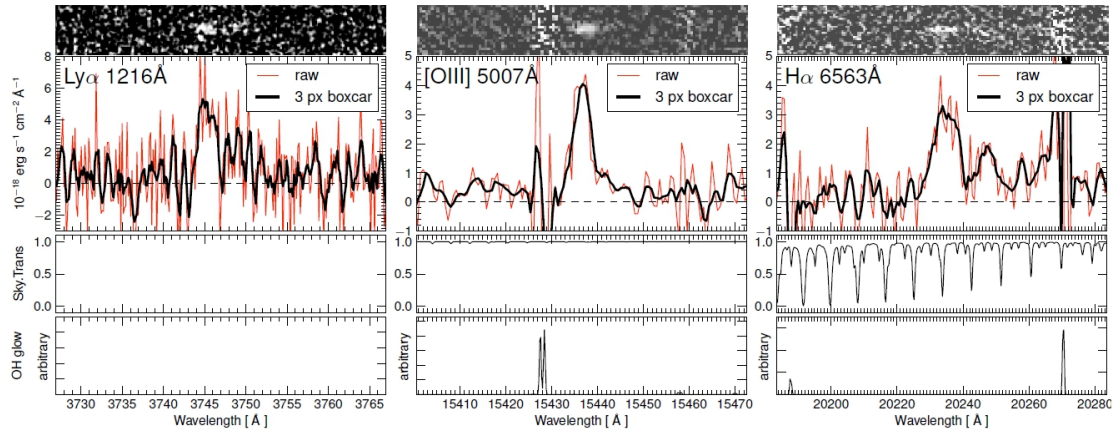 Lyα 1216Å
raw
3 px boxcar
8
6
4
2
0
−2
10⁻¹⁸ erg s⁻¹ cm⁻² Å⁻¹
1.0
0.5
0.0
Sky.Trans
OH glow
arbitrary
3730 3735 3740 3745 3750 3755 3760 3765
Wavelength [ Å ]
[OIII] 5007Å
raw
3 px boxcar
5
4
3
2
1
0
−1
1.0
0.5
0.0
arbitrary
15410 15420 15430 15440 15450 15460 15470
Wavelength [ Å ]
Hα 6563Å
raw
3 px boxcar
5
4
3
2
1
0
−1
1.0
0.5
0.0
arbitrary
20200 20220 20240 20260 20280
Wavelength [ Å ]